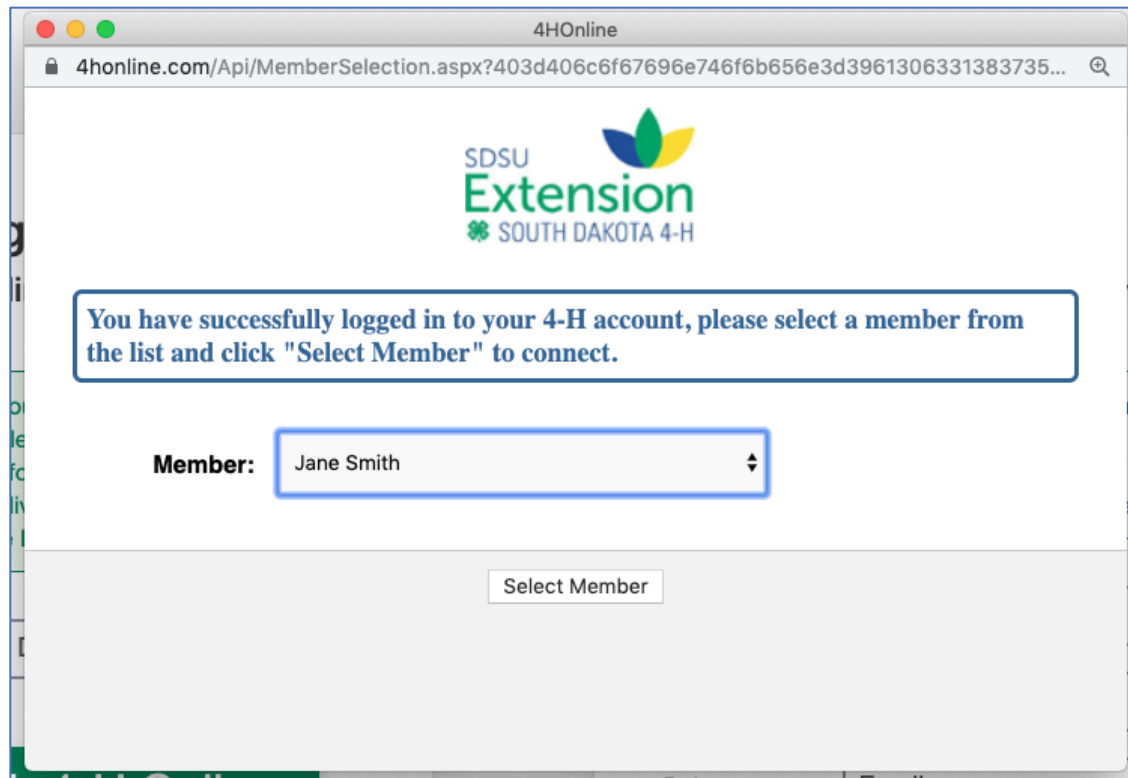 4HOnline
4honline.com/Api/MemberSelection.aspx?403d406c6f67696e746f6b656e3d3961306331383735...
SDSU
Extension
SOUTH DAKOTA 4-H
You have successfully logged in to your 4-H account, please select a member from
the list and click "Select Member" to connect.
Member: Jane Smith
Select Member